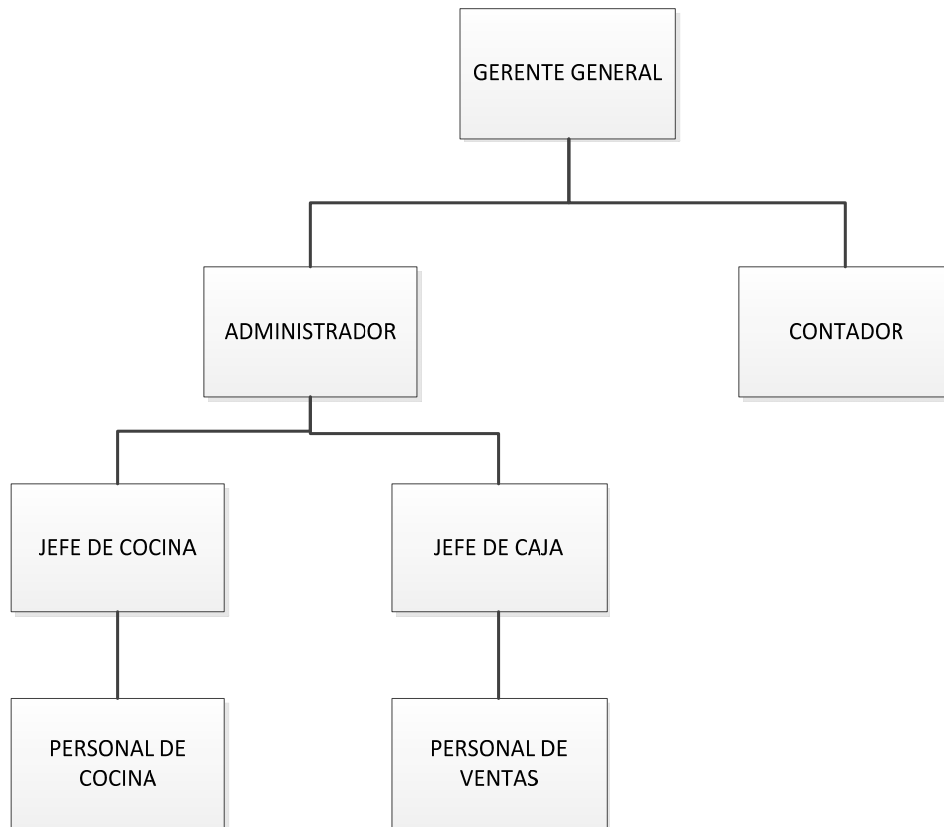 GERENTE GENERAL
ADMINISTRADOR
CONTADOR
JEFE DE COCINA
JEFE DE CAJA
PERSONAL DE
COCINA
PERSONAL DE
VENTAS